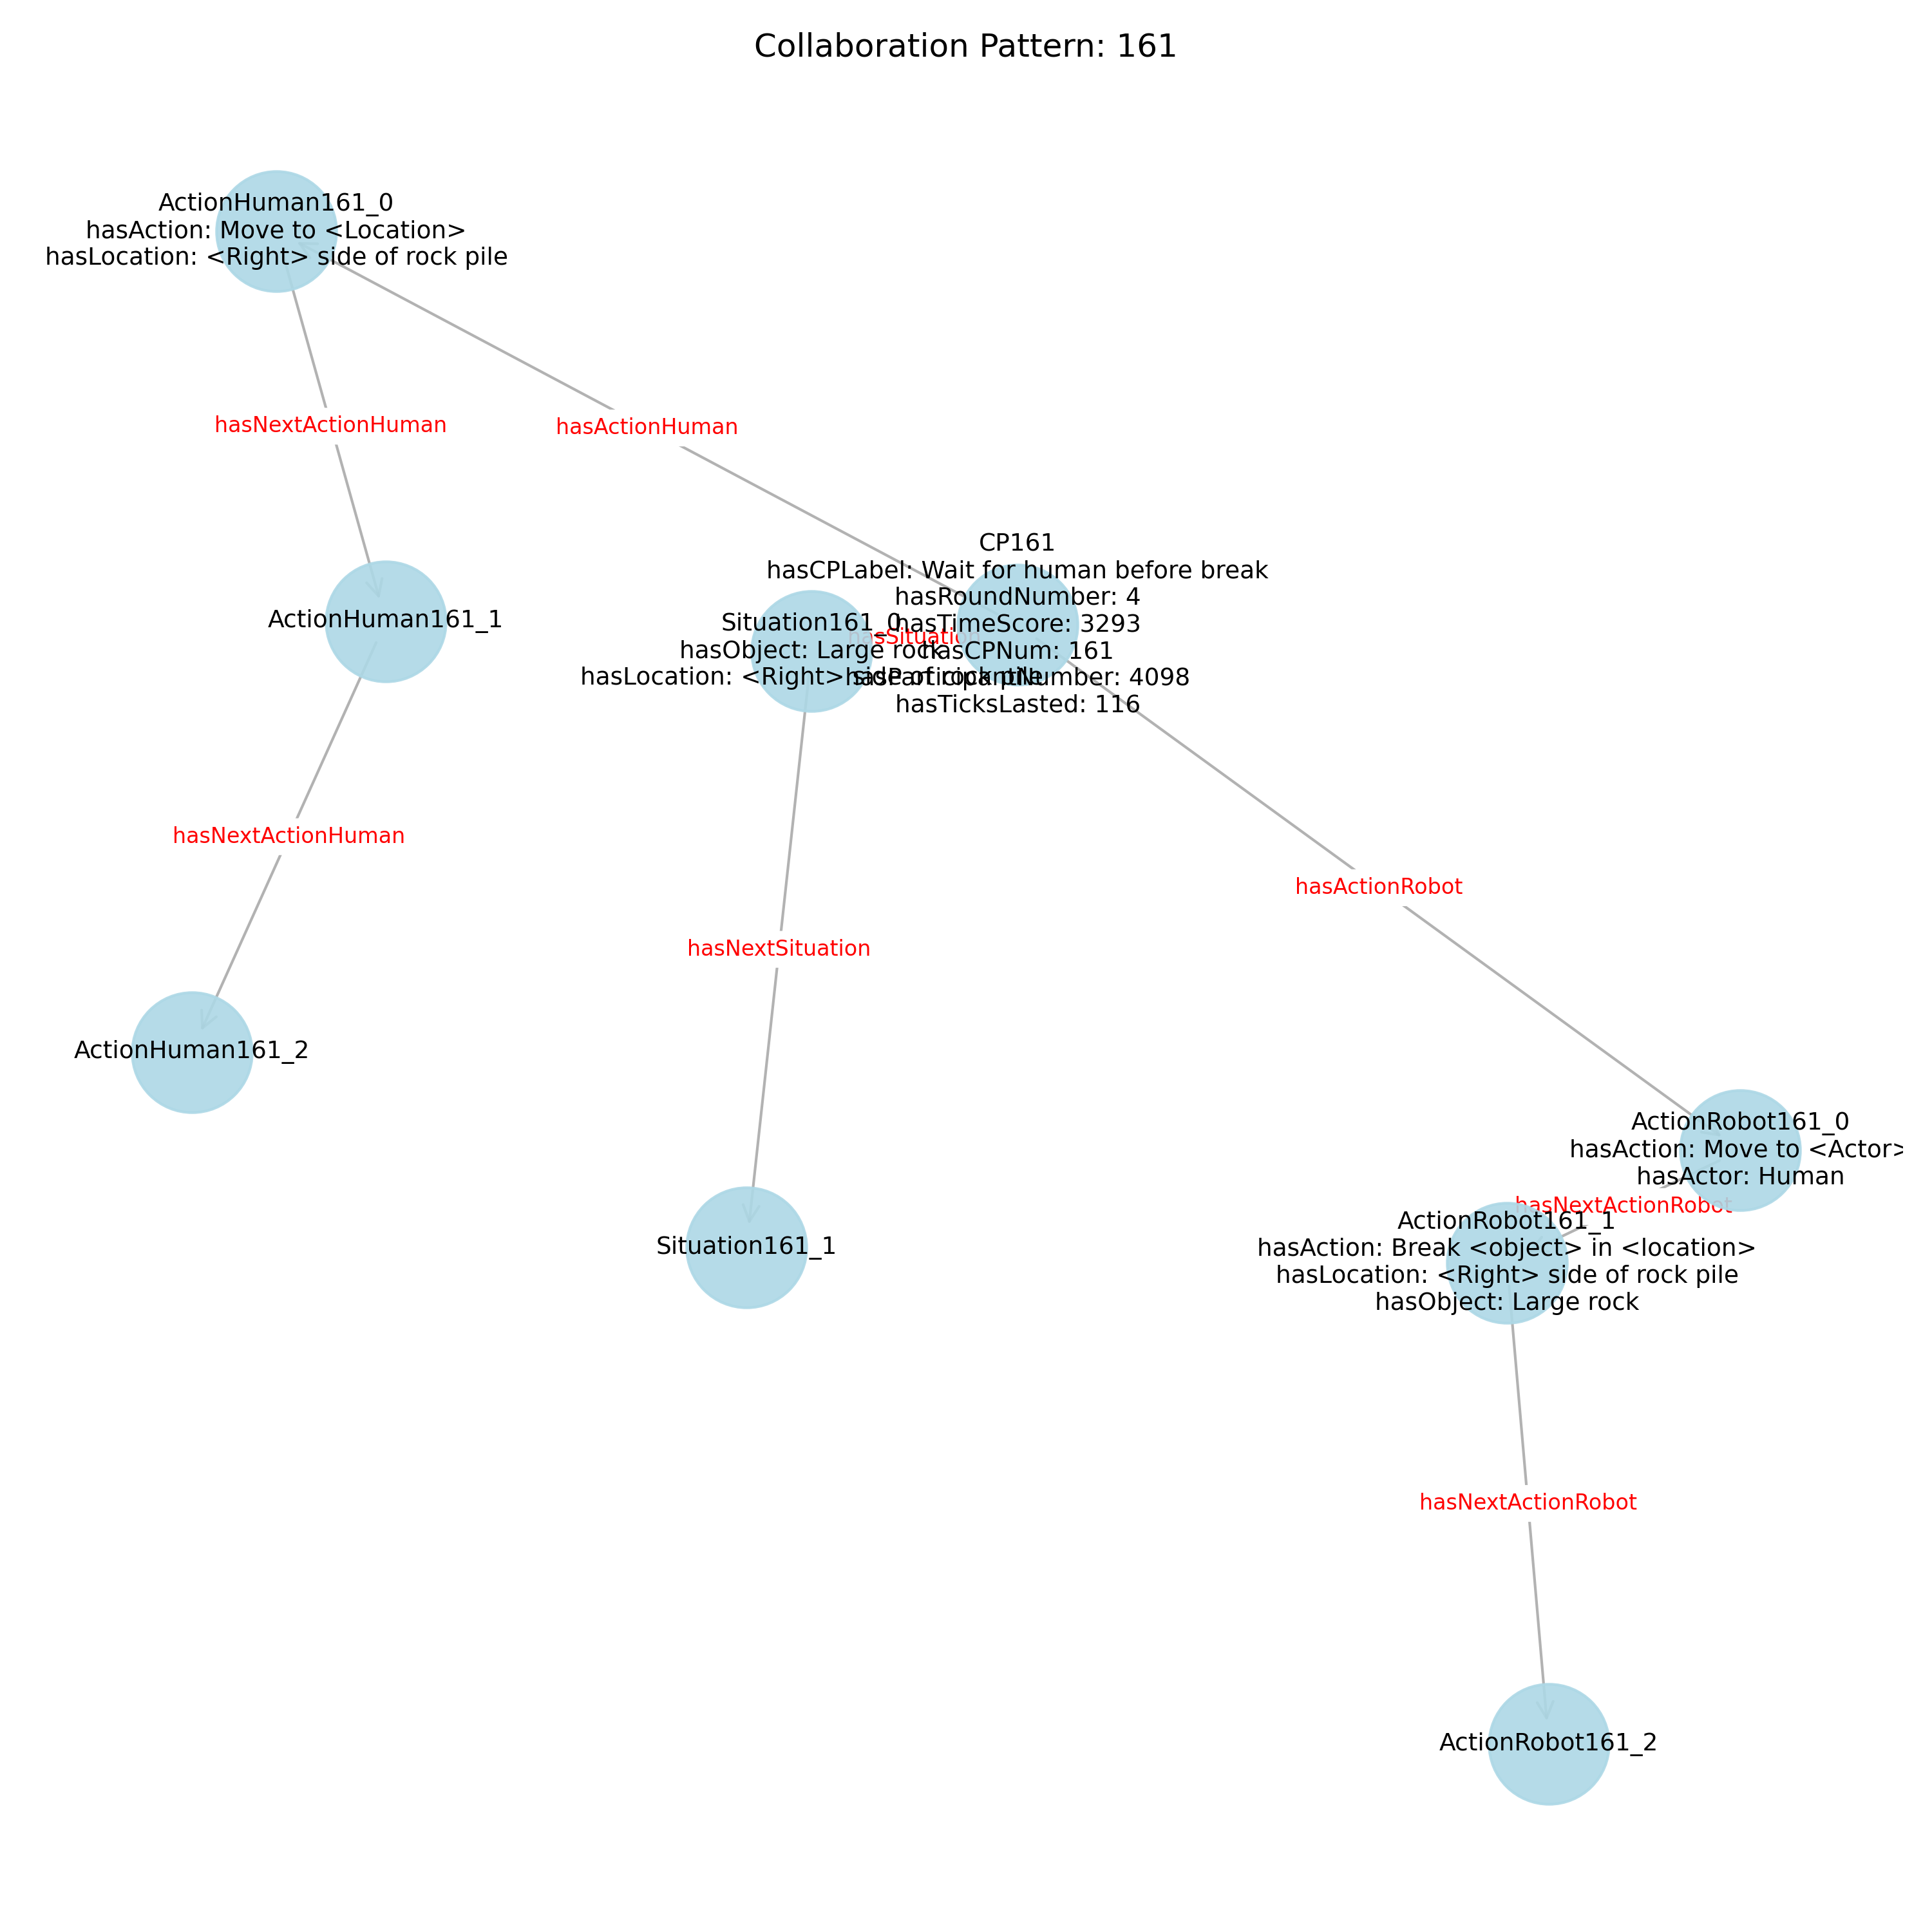 Collaboration Pattern: 161
ActionHuman161_0
hasAction: Move to <Location>
hasLocation: <Right> side of rock pile
hasNextActionHuman
hasActionHuman
CP161
hasCPLabel: Wait for human before break
hasRoundNumber: 4
hasTimeScore: 3293
hasCPNum: 161
hasParticipantNumber: 4098
hasTicksLasted: 116
ActionHuman161_1
Situation161_0
hasObject: Large rock
hasLocation: <Right> side of rock pile
hasSituation
hasNextActionHuman
hasActionRobot
hasNextSituation
ActionHuman161_2
ActionRobot161_0
hasAction: Move to <Actor>
hasActor: Human
hasNextActionRobot
ActionRobot161_1
hasAction: Break <object> in <location>
hasLocation: <Right> side of rock pile
hasObject: Large rock
Situation161_1
hasNextActionRobot
ActionRobot161_2